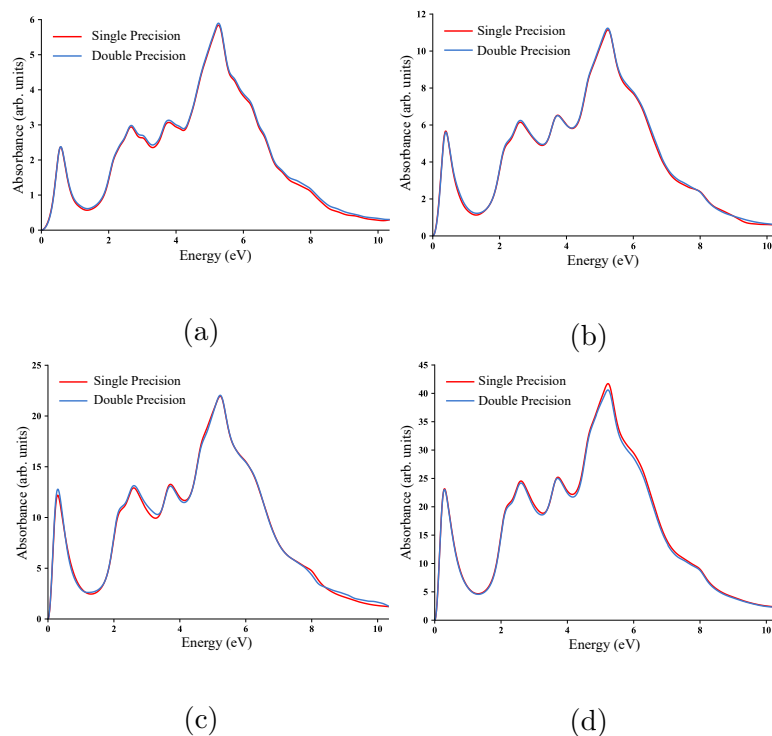 6
5
4
3
2
1
0
Absorbance (arb. units)
Single Precision
Double Precision
0
2
4
6
8
10
Energy (eV)
(a)
12
10
8
6
4
2
0
Absorbance (arb. units)
Single Precision
Double Precision
0
2
4
6
8
10
Energy (eV)
(b)
25
20
15
10
5
0
Absorbance (arb. units)
Single Precision
Double Precision
0
2
4
6
8
10
Energy (eV)
(c)
45
40
35
30
25
20
15
10
5
0
Absorbance (arb. units)
Single Precision
Double Precision
0
2
4
6
8
10
Energy (eV)
(d)